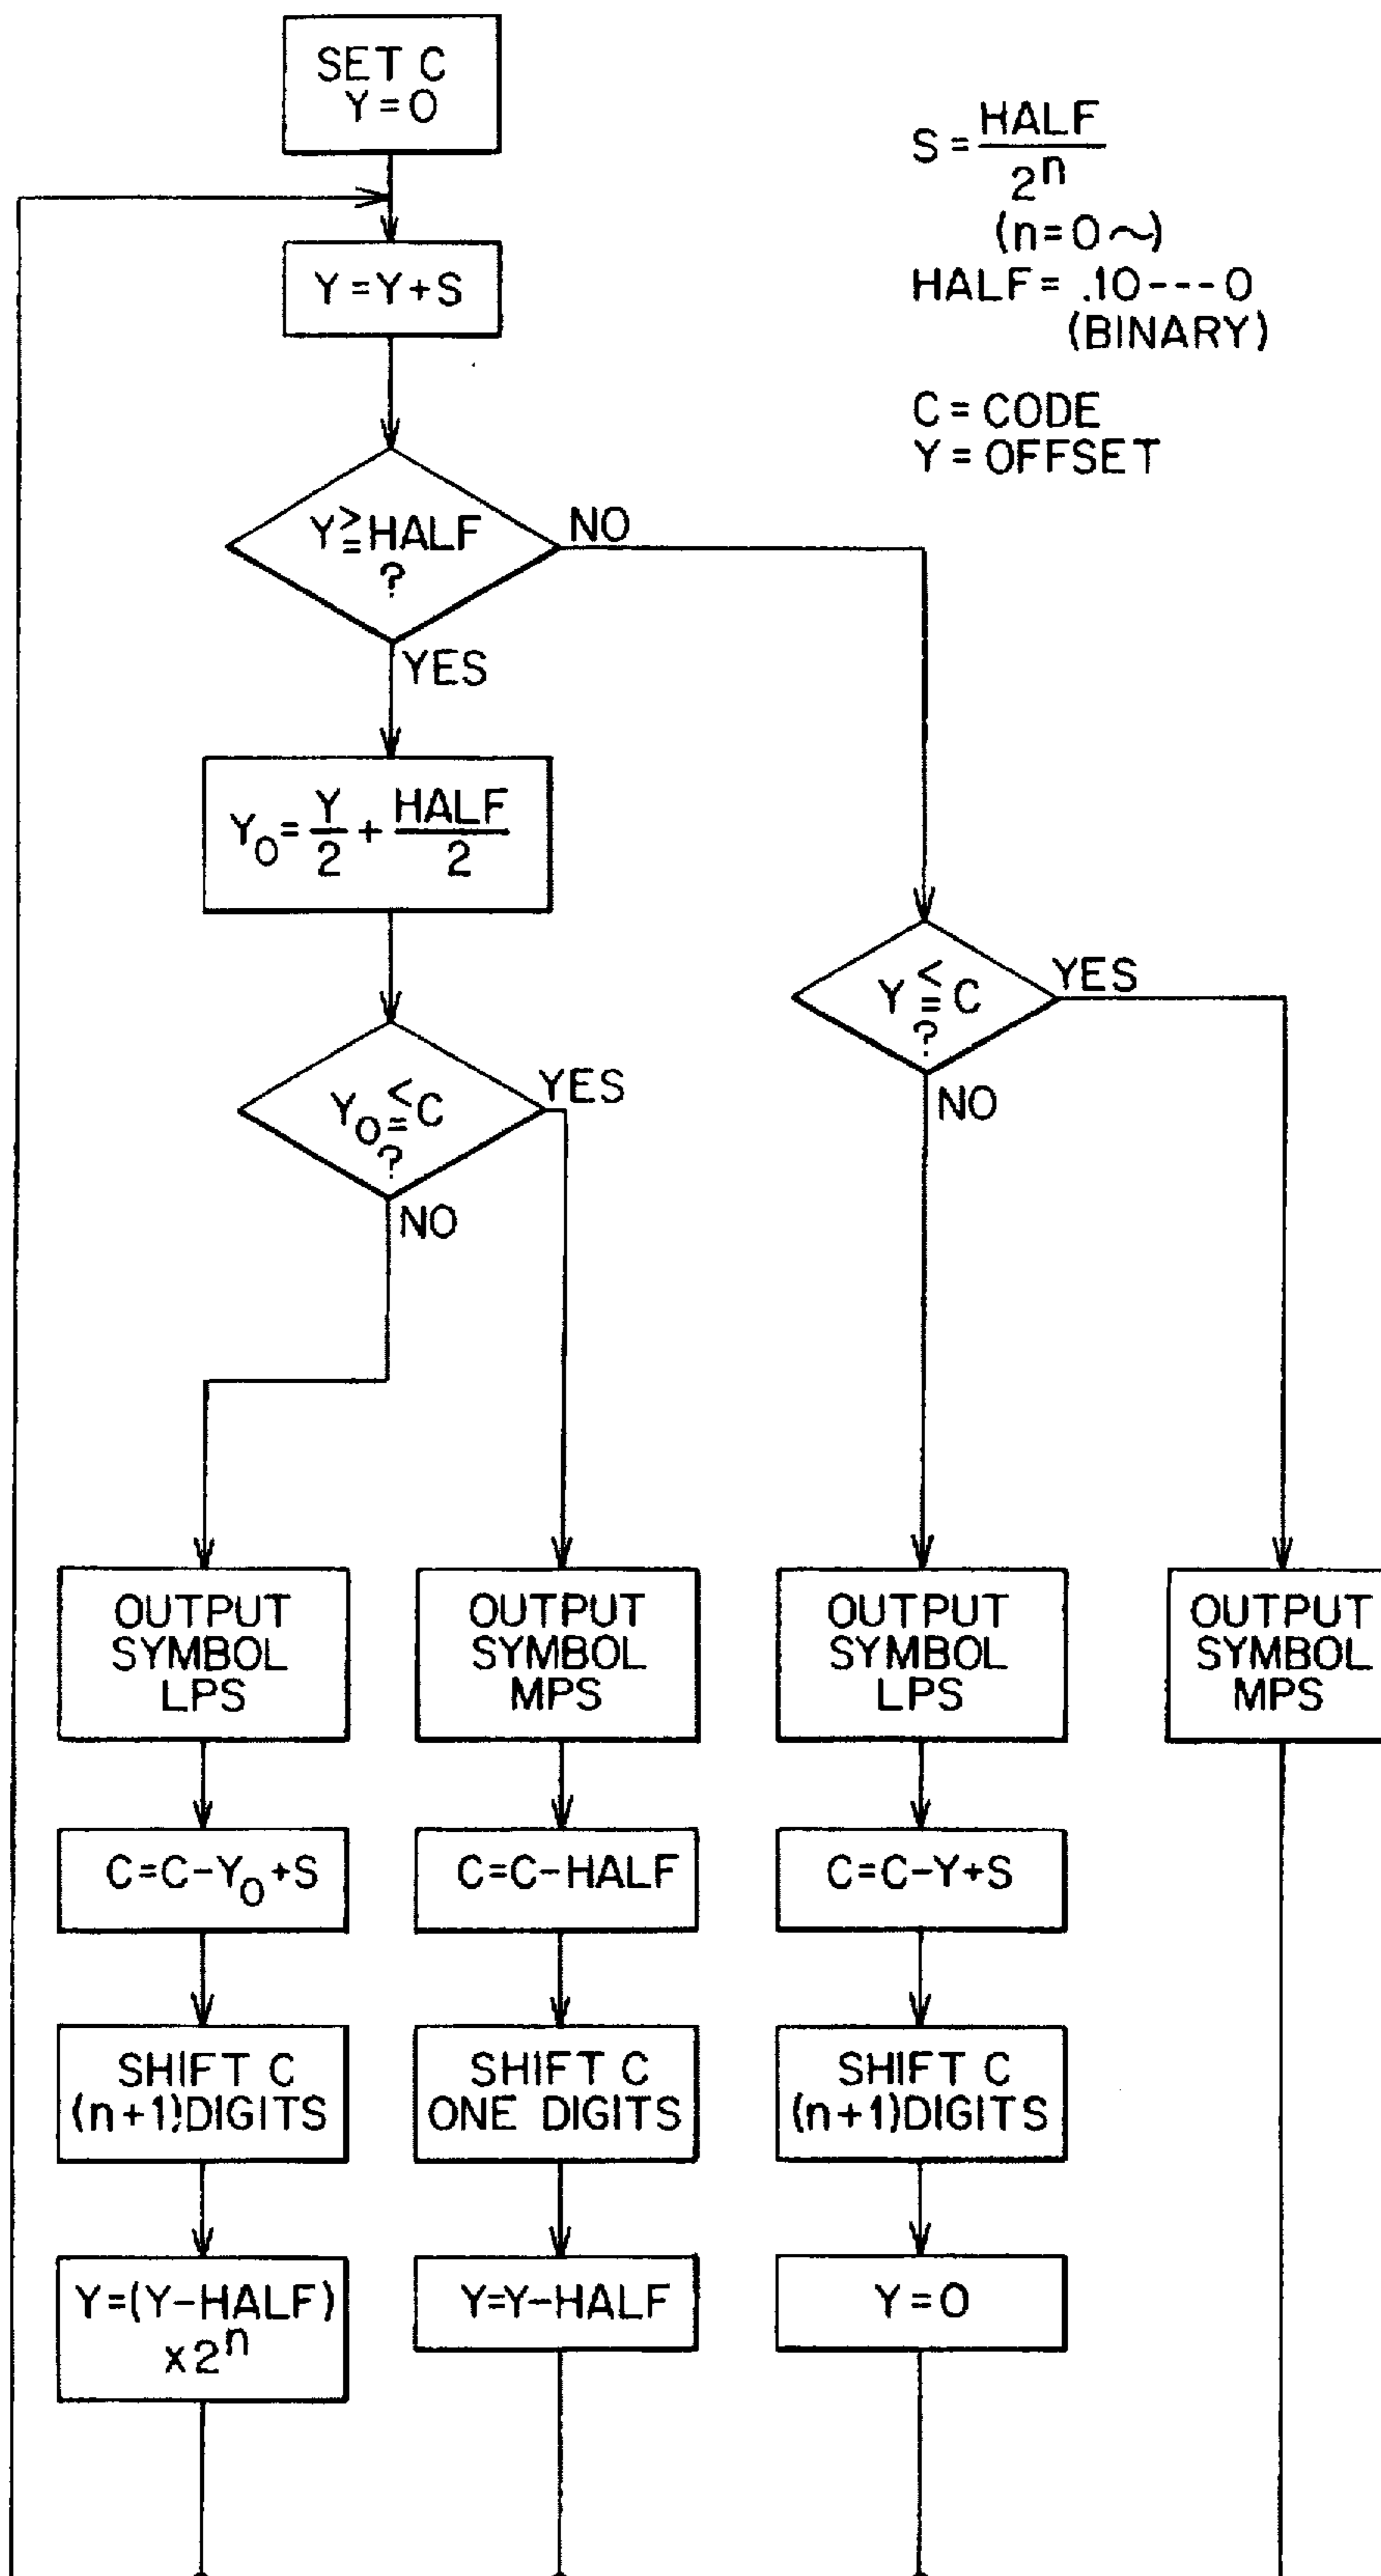 SET C
Y=0
S = HALF
2^n
(n=0~)
HALF = .10---0
(BINARY)
C = CODE
Y = OFFSET
Y=Y+S
Y≧HALF
?
NO
YES
Y₀ = Y/2 + HALF/2
Y₀≦C
?
YES
NO
Y≦C
?
YES
NO
OUTPUT
SYMBOL
LPS
OUTPUT
SYMBOL
MPS
OUTPUT
SYMBOL
LPS
OUTPUT
SYMBOL
MPS
C=C-Y₀+S
C=C-HALF
C=C-Y+S
SHIFT C
(n+1)DIGITS
SHIFT C
ONE DIGITS
SHIFT C
(n+1)DIGITS
Y=(Y-HALF)
x2^n
Y=Y-HALF
Y=0